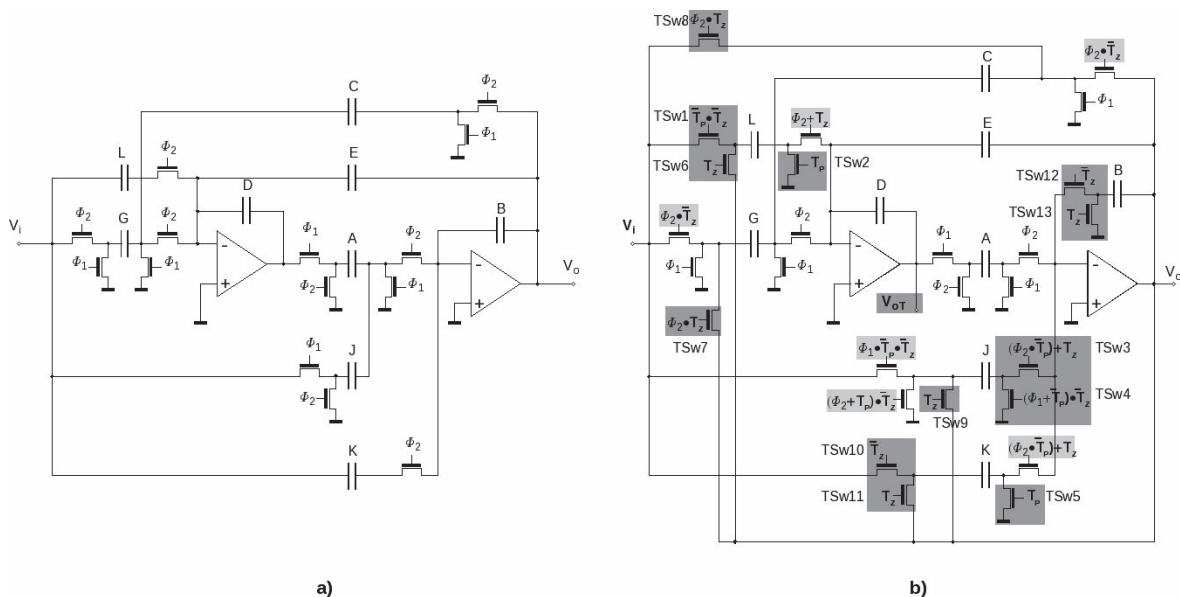 TSw8 Φ2•Tz
C
Φ2
Φ1
L
Φ2
E
D
B
Vi
Φ2
G
Φ2
Φ1
Φ1
Φ1
A
Φ2
Φ2
Φ1
-
+
-
+
Vo
Φ1
J
Φ2
K
Φ2
a)
C
Φ2•T̄z
Φ1
TSw1 T̄P•T̄z
L
Φ2+Tz
E
TSw6 Tz
TP TSw2
TSw12 T̄z
B
TSw13
Tz
D
Vi
Φ2•T̄z
G
Φ2
Φ1
Φ1
Φ1
A
Φ2
Φ2
Φ1
-
+
-
+
Vo
VoT
Φ2•Tz
TSw7
Φ1•T̄P•T̄z
J
(Φ2•T̄P)+Tz TSw3
(Φ2+TP)•T̄z
Tz
TSw9
(Φ1+T̄P)•T̄z TSw4
TSw10 T̄z
K
(Φ2•T̄P)+Tz
TSw11 Tz
TP TSw5
b)